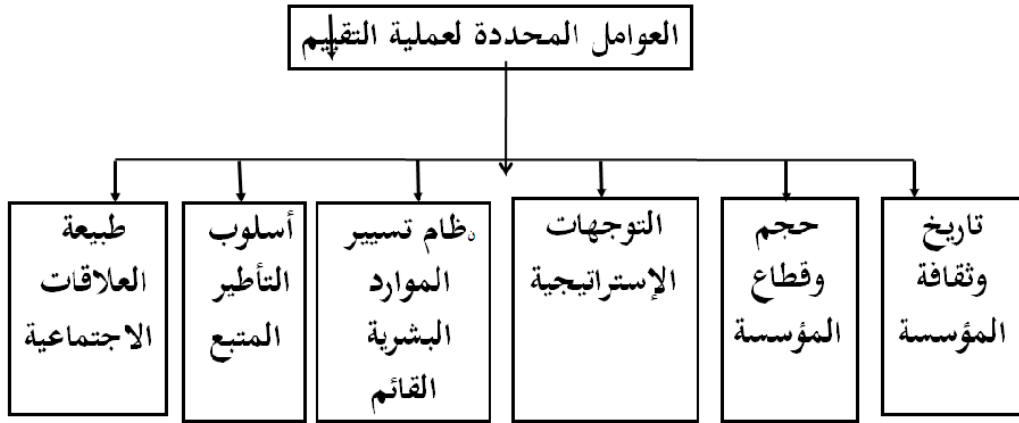 العوامل المحددة لعملية التقييم
تاريخ
وثقافة
المؤسسة
حجم
وقطاع
المؤسسة
التوجهات
الإستراتيجية
نظام تسيير
الموارد
البشرية
القائم
أسلوب
التأطير
المتبع
طبيعة
العلاقات
الاجتماعية